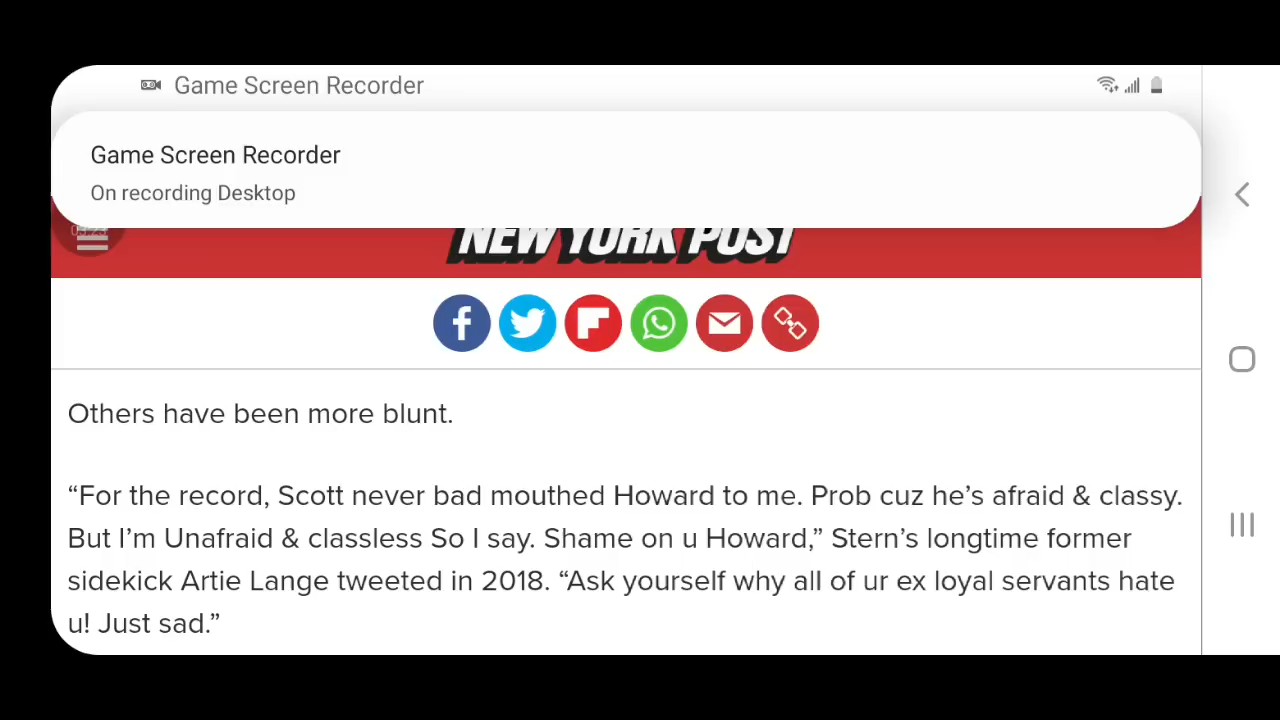 Game Screen Recorder
Game Screen Recorder
On recording Desktop
NEW YORK POST
Others have been more blunt.
“For the record, Scott never bad mouthed Howard to me. Prob cuz he’s afraid & classy.
But I’m Unafraid & classless So I say. Shame on u Howard,” Stern’s longtime former
sidekick Artie Lange tweeted in 2018. “Ask yourself why all of ur ex loyal servants hate
u! Just sad.”